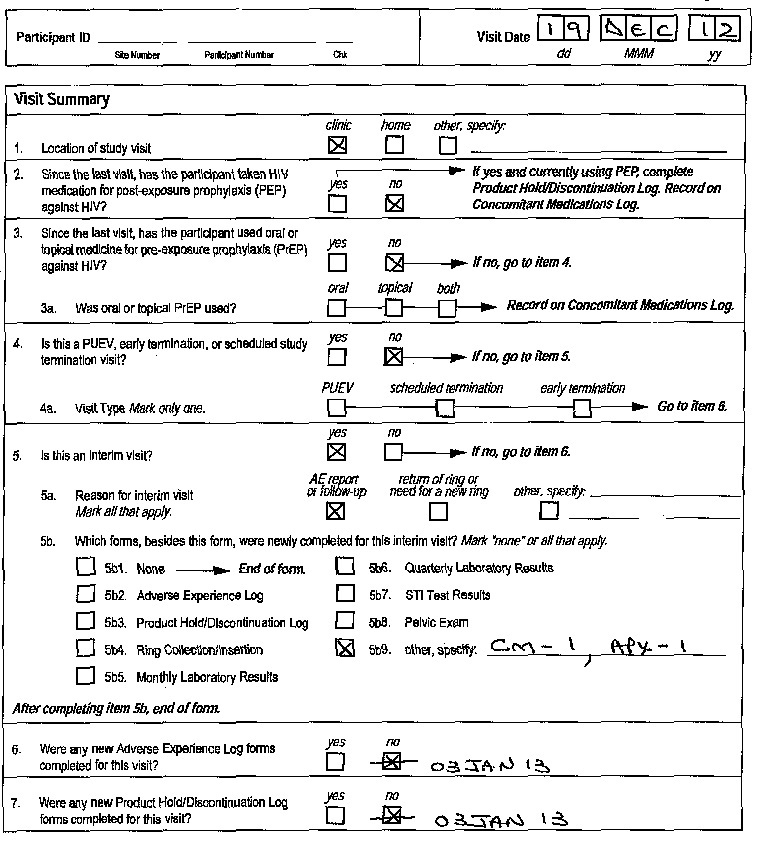 Participant ID
Site Number Participant Number Chk
Visit Date 19 DEC 12
dd MMM yy
Visit Summary
clinic home other, specify:
1. Location of study visit
2. Since the last visit, has the participant taken HIV
medication for post-exposure prophylaxis (PEP)
against HIV?
yes no
If yes and currently using PEP, complete
Product Hold/Discontinuation Log. Record on
Concomitant Medications Log.
3. Since the last visit, has the participant used oral or
topical medicine for pre-exposure prophylaxis (PrEP)
against HIV?
yes no
If no, go to item 4.
oral topical both
3a. Was oral or topical PrEP used? Record on Concomitant Medications Log.
4. Is this a PUEV, early termination, or scheduled study
termination visit?
yes no
If no, go to item 5.
PUEV scheduled termination early termination
4a. Visit Type Mark only one. Go to item 6.
yes no
5. Is this an interim visit? If no, go to item 6.
5a. Reason for interim visit
Mark all that apply.
AE report
or follow-up
return of ring or
need for a new ring
other, specify:
5b. Which forms, besides this form, were newly completed for this interim visit? Mark "none" or all that apply.
5b1. None End of form.
5b2. Adverse Experience Log
5b3. Product Hold/Discontinuation Log
5b4. Ring Collection/Insertion
5b5. Monthly Laboratory Results
5b6. Quarterly Laboratory Results
5b7. STI Test Results
5b8. Pelvic Exam
5b9. other, specify: CM-1, APX-1
After completing item 5b, end of form.
6. Were any new Adverse Experience Log forms
completed for this visit?
yes no
03 JAN 13
7. Were any new Product Hold/Discontinuation Log
forms completed for this visit?
yes no
03 JAN 13